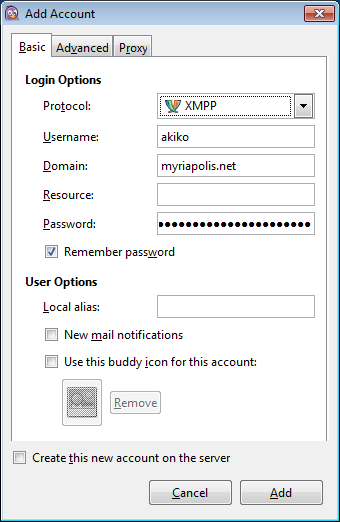 Add Account
Basic Advanced Proxy
Login Options
Protocol: XMPP
Username: akiko
Domain: myriapolis.net
Resource:
Password: ●●●●●●●●●●●●●●●●●●●●●●
Remember password
User Options
Local alias:
New mail notifications
Use this buddy icon for this account:
Remove
Create this new account on the server
Cancel Add